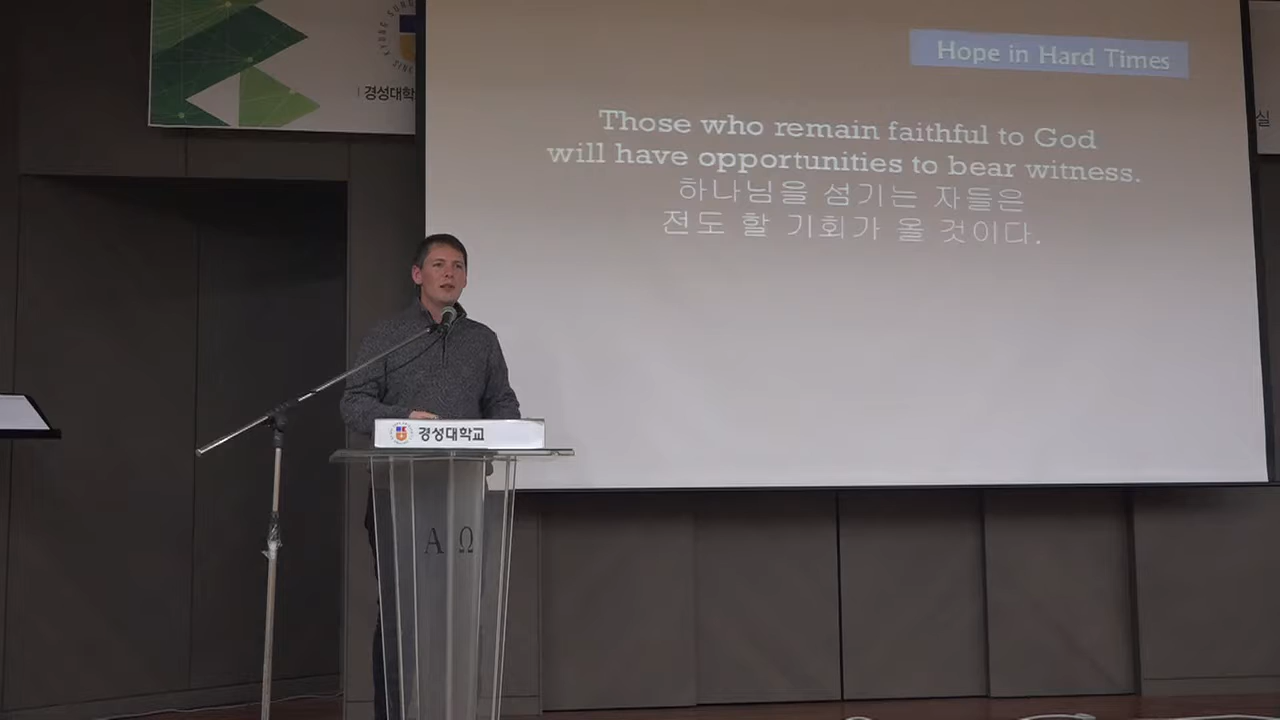 경성대학
Hope in Hard Times
Those who remain faithful to God
will have opportunities to bear witness.
하나님을 섬기는 자들은
전도 할 기회가 올 것이다.
실
경성대학교
Α Ω